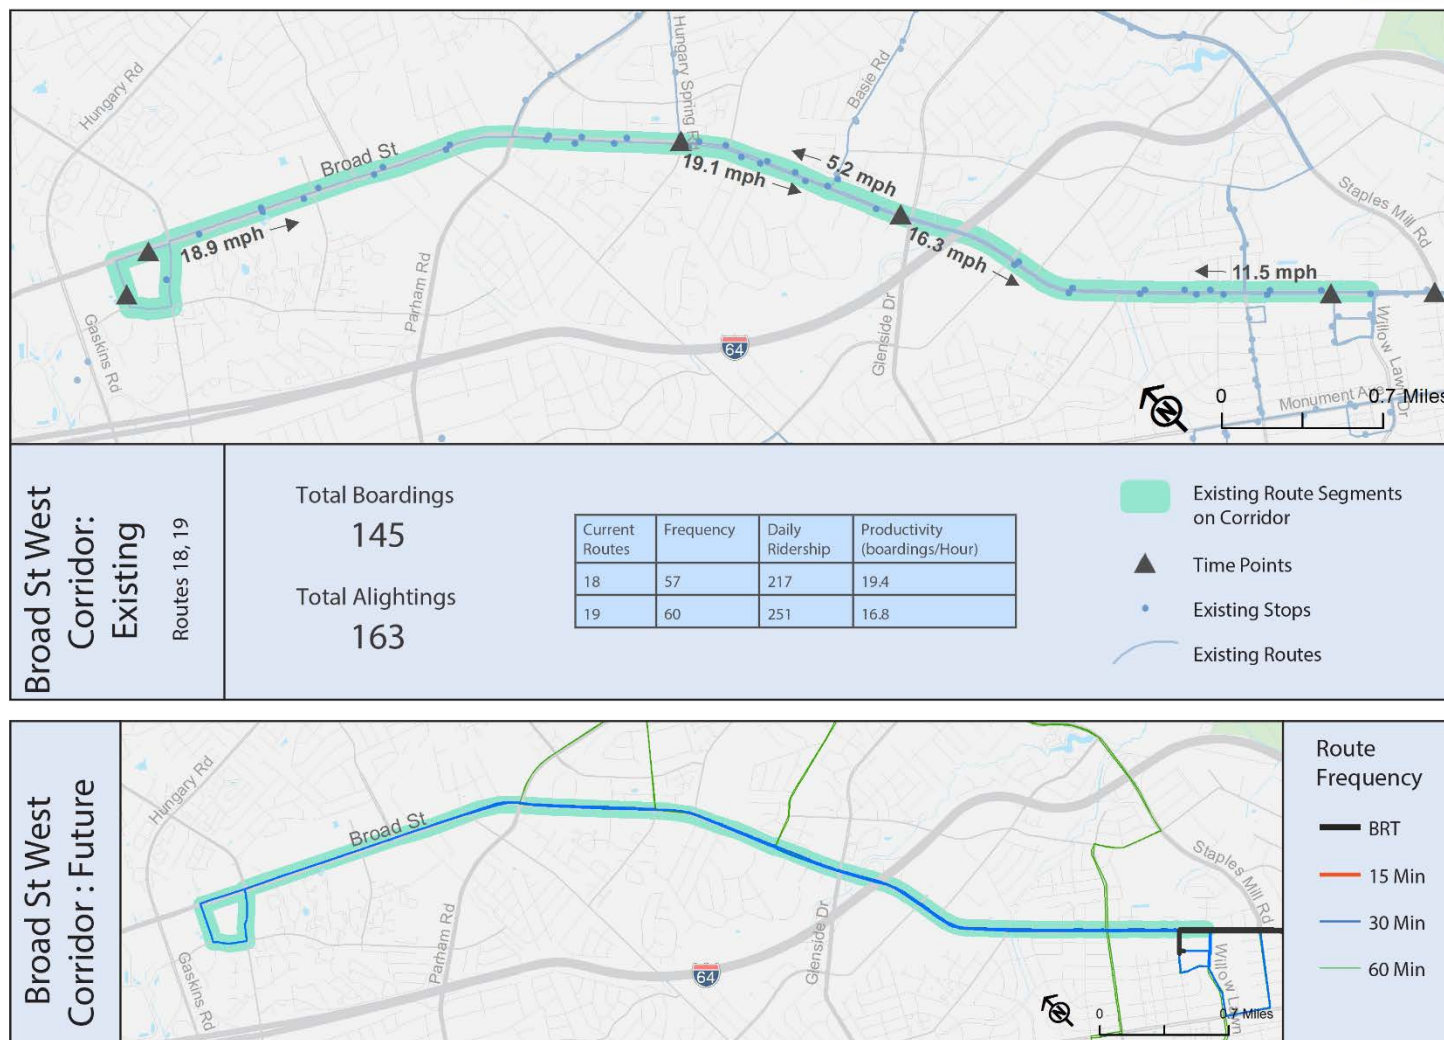 Hungary Rd
Broad St
18.9 mph
Gaskins Rd
Parham Rd
Hungary Spring R
19.1 mph
5.2 mph
Basie Rd
16.3 mph
Glenside Dr
64
11.5 mph
Staples Mill Rd
Willow Law
Dr
Monument Ave
N
0
0.7 Miles
Broad St West
Corridor:
Existing
Routes 18, 19
Total Boardings
145
Total Alightings
163
Current Routes Frequency Daily Ridership Productivity (boardings/Hour)
18 57 217 19.4
19 60 251 16.8
Existing Route Segments
on Corridor
Time Points
Existing Stops
Existing Routes
Broad St West
Corridor : Future
Hungary Rd
Broad St
Gaskins Rd
Parham Rd
Glenside Dr
64
Staples Mill Rd
Willow Lawn
N
0
0.7 Miles
Route
Frequency
BRT
15 Min
30 Min
60 Min